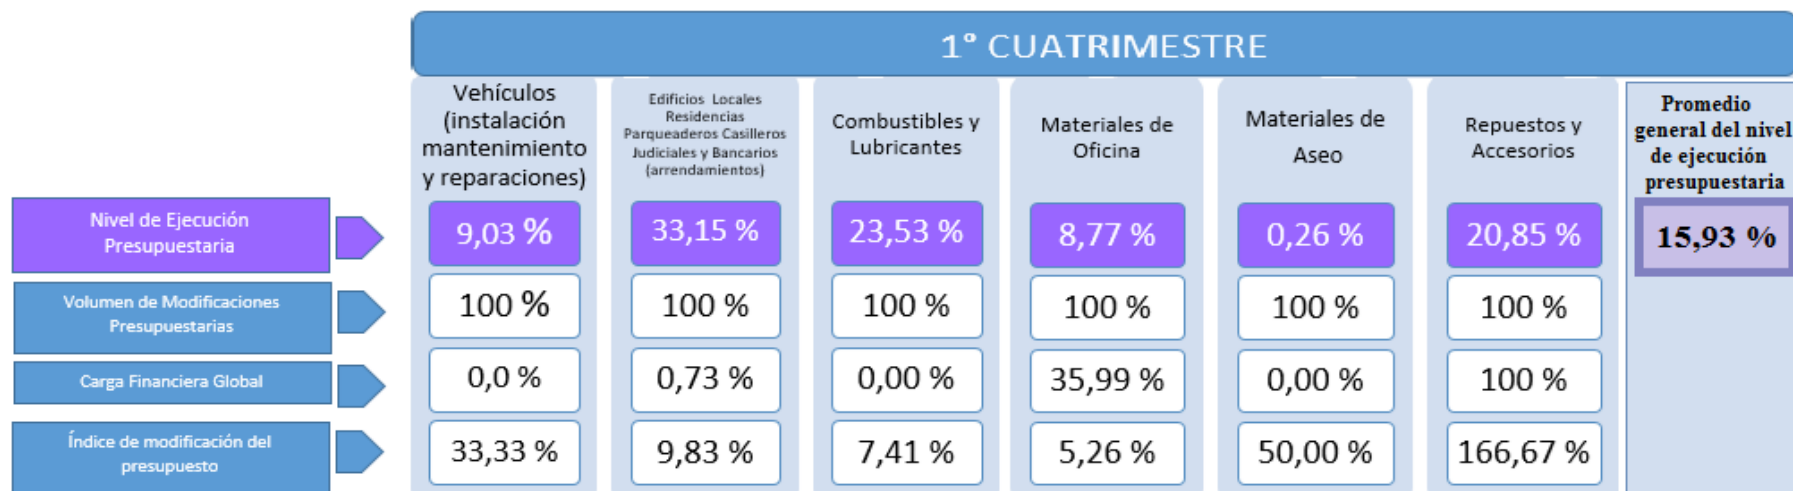 1° CUATRIMESTRE
Vehículos
(instalación
mantenimiento
y reparaciones)
Edificios Locales
Residencias
Parqueaderos Casilleros
Judiciales y Bancarios
(arrendamientos)
Combustibles y
Lubricantes
Materiales de
Oficina
Materiales de
Aseo
Repuestos y
Accesorios
Promedio
general del nivel
de ejecución
presupuestaria
Nivel de Ejecución
Presupuestaria
9,03 %
33,15 %
23,53 %
8,77 %
0,26 %
20,85 %
15,93 %
Volumen de Modificaciones
Presupuestarias
100 %
100 %
100 %
100 %
100 %
100 %
Carga Financiera Global
0,0 %
0,73 %
0,00 %
35,99 %
0,00 %
100 %
Índice de modificación del
presupuesto
33,33 %
9,83 %
7,41 %
5,26 %
50,00 %
166,67 %